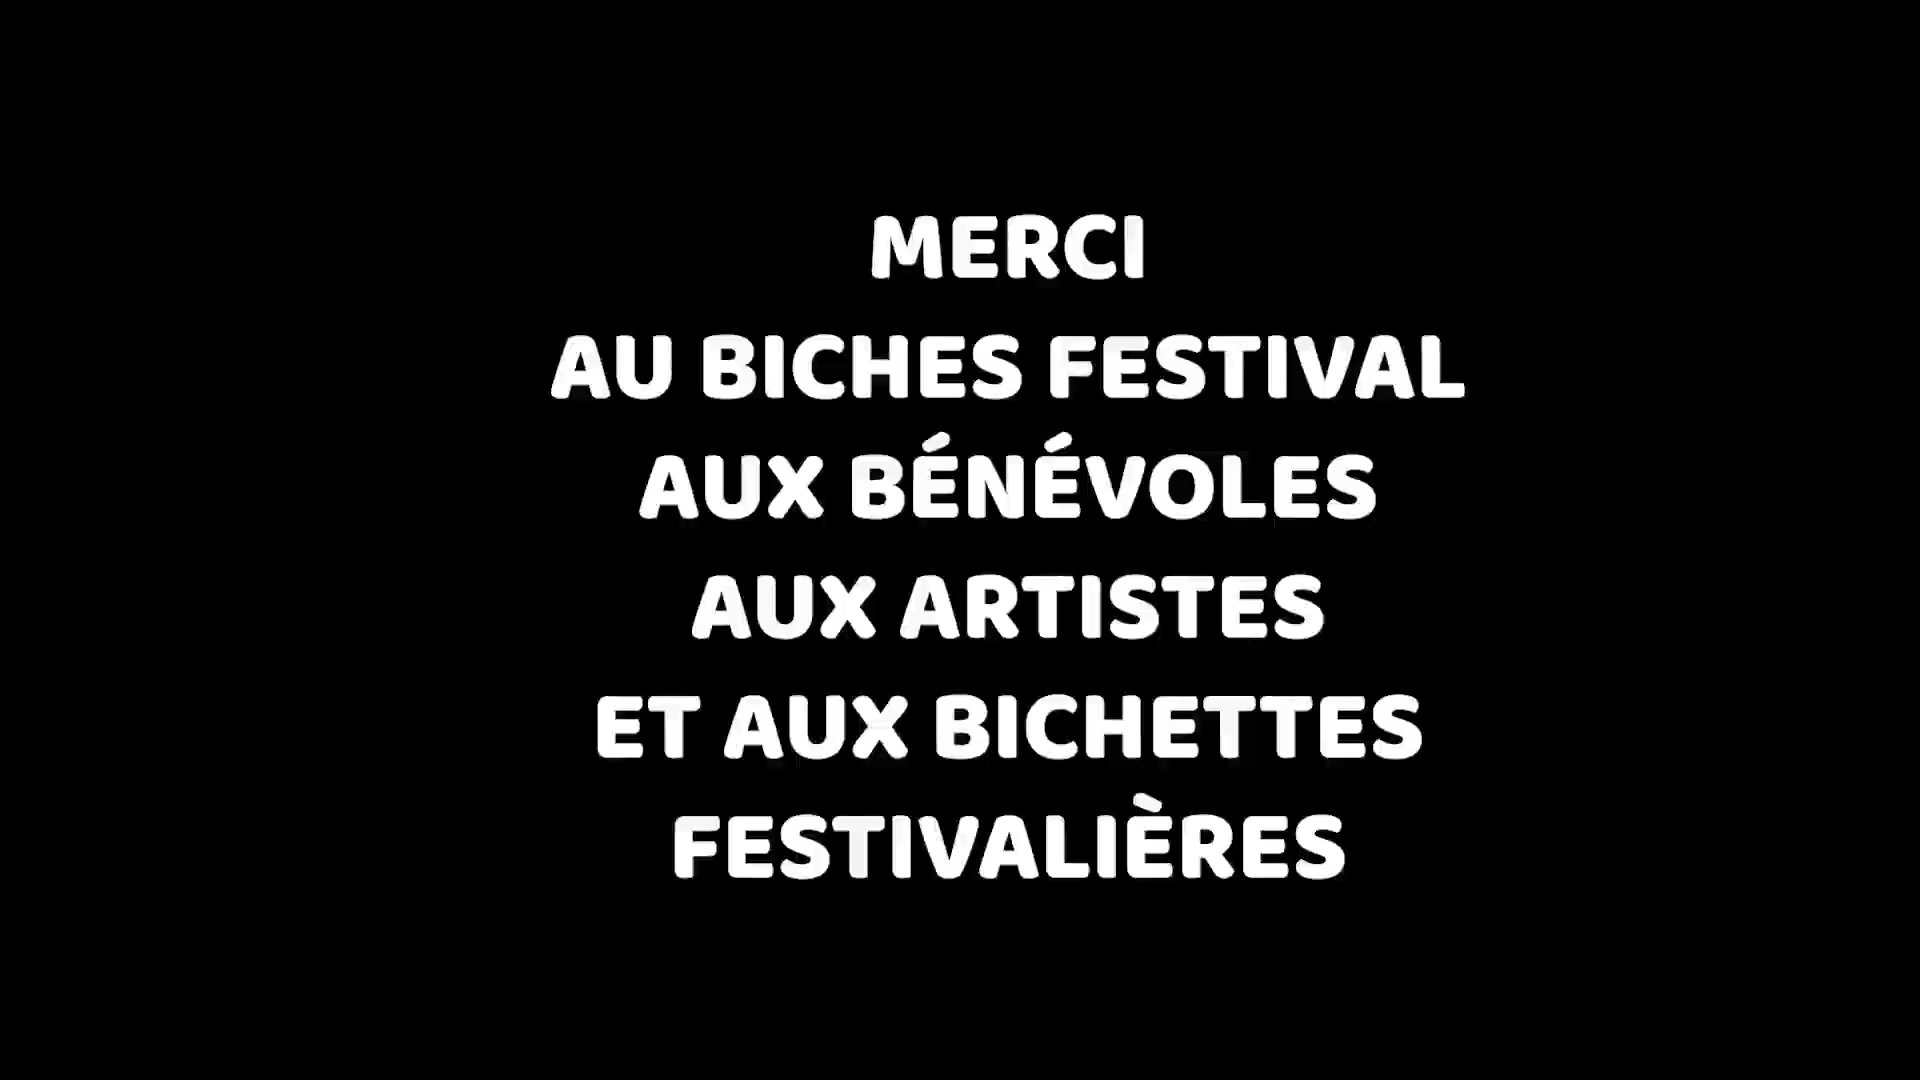 MERCI
AU BICHES FESTIVAL
AUX BÉNÉVOLES
AUX ARTISTES
ET AUX BICHETTES
FESTIVALIÈRES